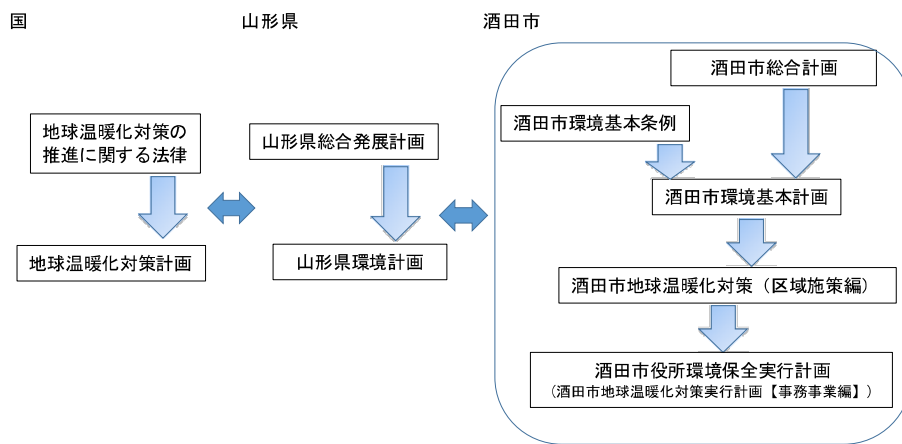 国
山形県
酒田市
地球温暖化対策の
推進に関する法律
地球温暖化対策計画
山形県総合発展計画
山形県環境計画
酒田市総合計画
酒田市環境基本条例
酒田市環境基本計画
酒田市地球温暖化対策（区域施策編）
酒田市役所環境保全実行計画
（酒田市地球温暖化対策実行計画【事務事業編】）